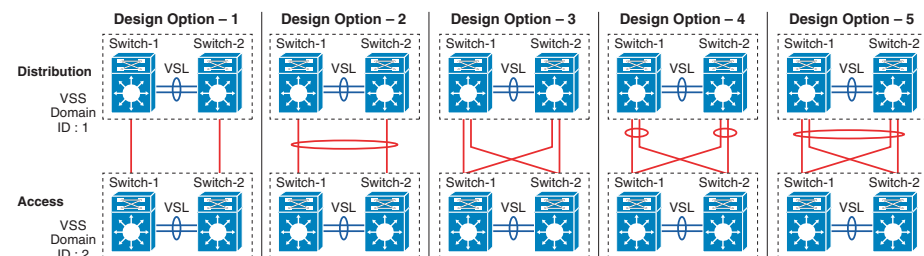 Design Option – 1
Design Option – 2
Design Option – 3
Design Option – 4
Design Option – 5
Switch-1
Switch-2
Switch-1
Switch-2
Switch-1
Switch-2
Switch-1
Switch-2
Switch-1
Switch-2
Distribution
VSL
VSL
VSL
VSL
VSL
VSS
Domain
ID : 1
Switch-1
Switch-2
Switch-1
Switch-2
Switch-1
Switch-2
Switch-1
Switch-2
Switch-1
Switch-2
Access
VSL
VSL
VSL
VSL
VSL
VSS
Domain
ID : 2